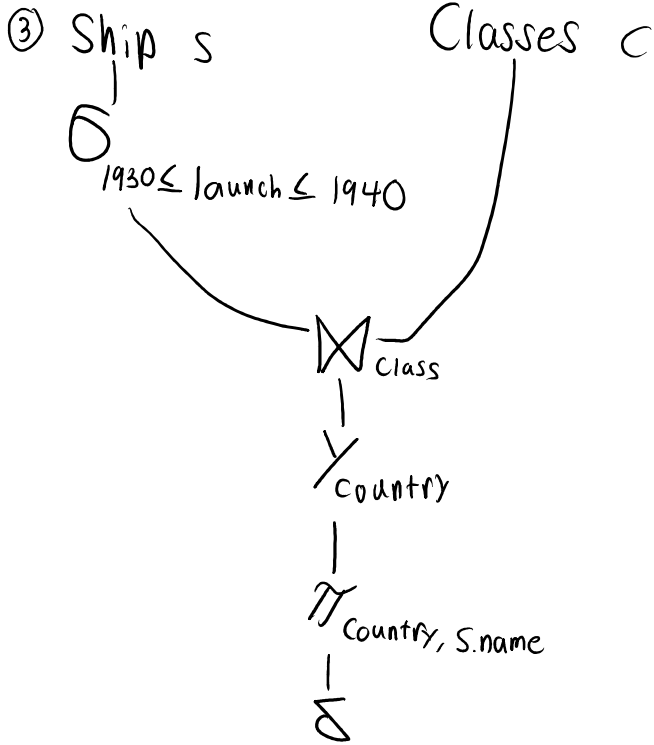 ③ Ship s
Classes C
σ 1930 ≤ launch ≤ 1940
⋈ Class
γ Country
π Country, S.name
δ